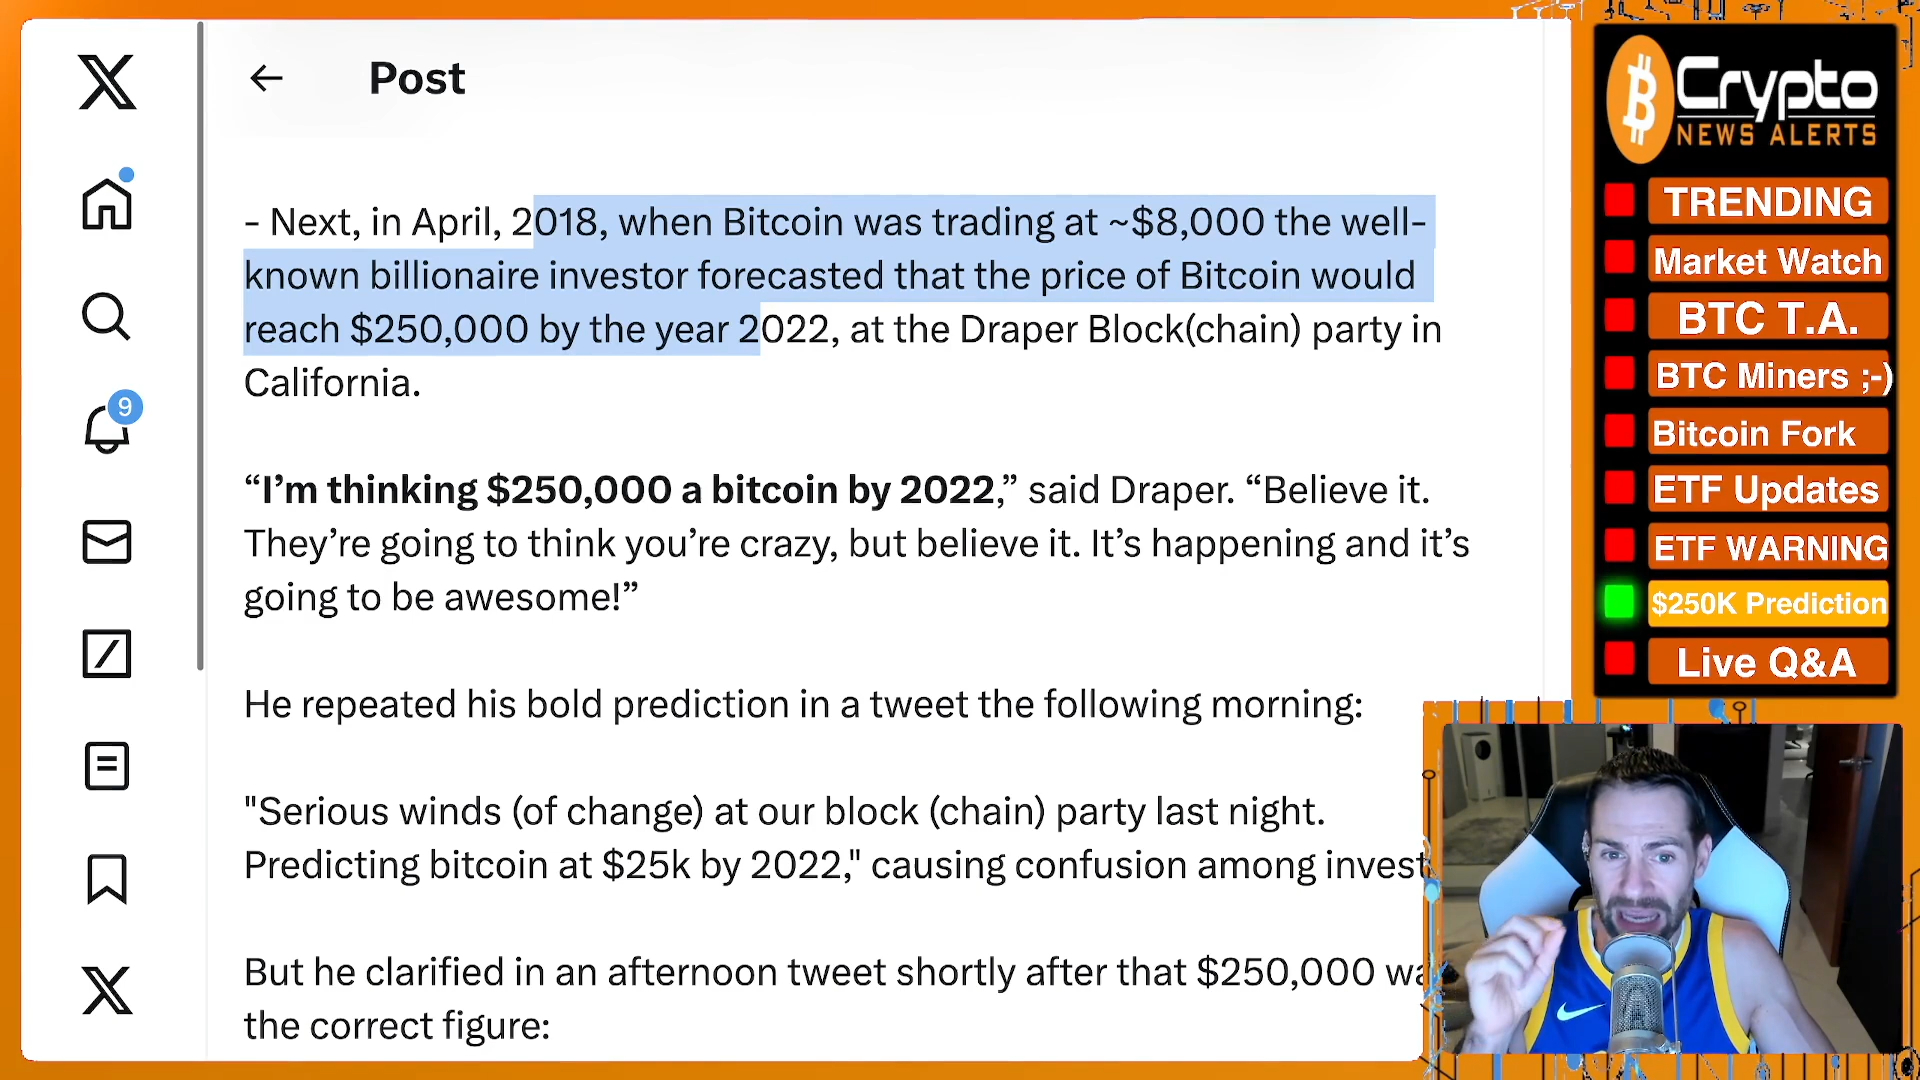 Post
- Next, in April, 2018, when Bitcoin was trading at ~$8,000 the well-
known billionaire investor forecasted that the price of Bitcoin would
reach $250,000 by the year 2022, at the Draper Block(chain) party in
California.
“I’m thinking $250,000 a bitcoin by 2022,” said Draper. “Believe it.
They’re going to think you’re crazy, but believe it. It’s happening and it’s
going to be awesome!”
He repeated his bold prediction in a tweet the following morning:
"Serious winds (of change) at our block (chain) party last night.
Predicting bitcoin at $25k by 2022," causing confusion among invest
But he clarified in an afternoon tweet shortly after that $250,000 wa
the correct figure:
9
Crypto
NEWS ALERTS
TRENDING
Market Watch
BTC T.A.
BTC Miners ;-)
Bitcoin Fork
ETF Updates
ETF WARNING
$250K Prediction
Live Q&A